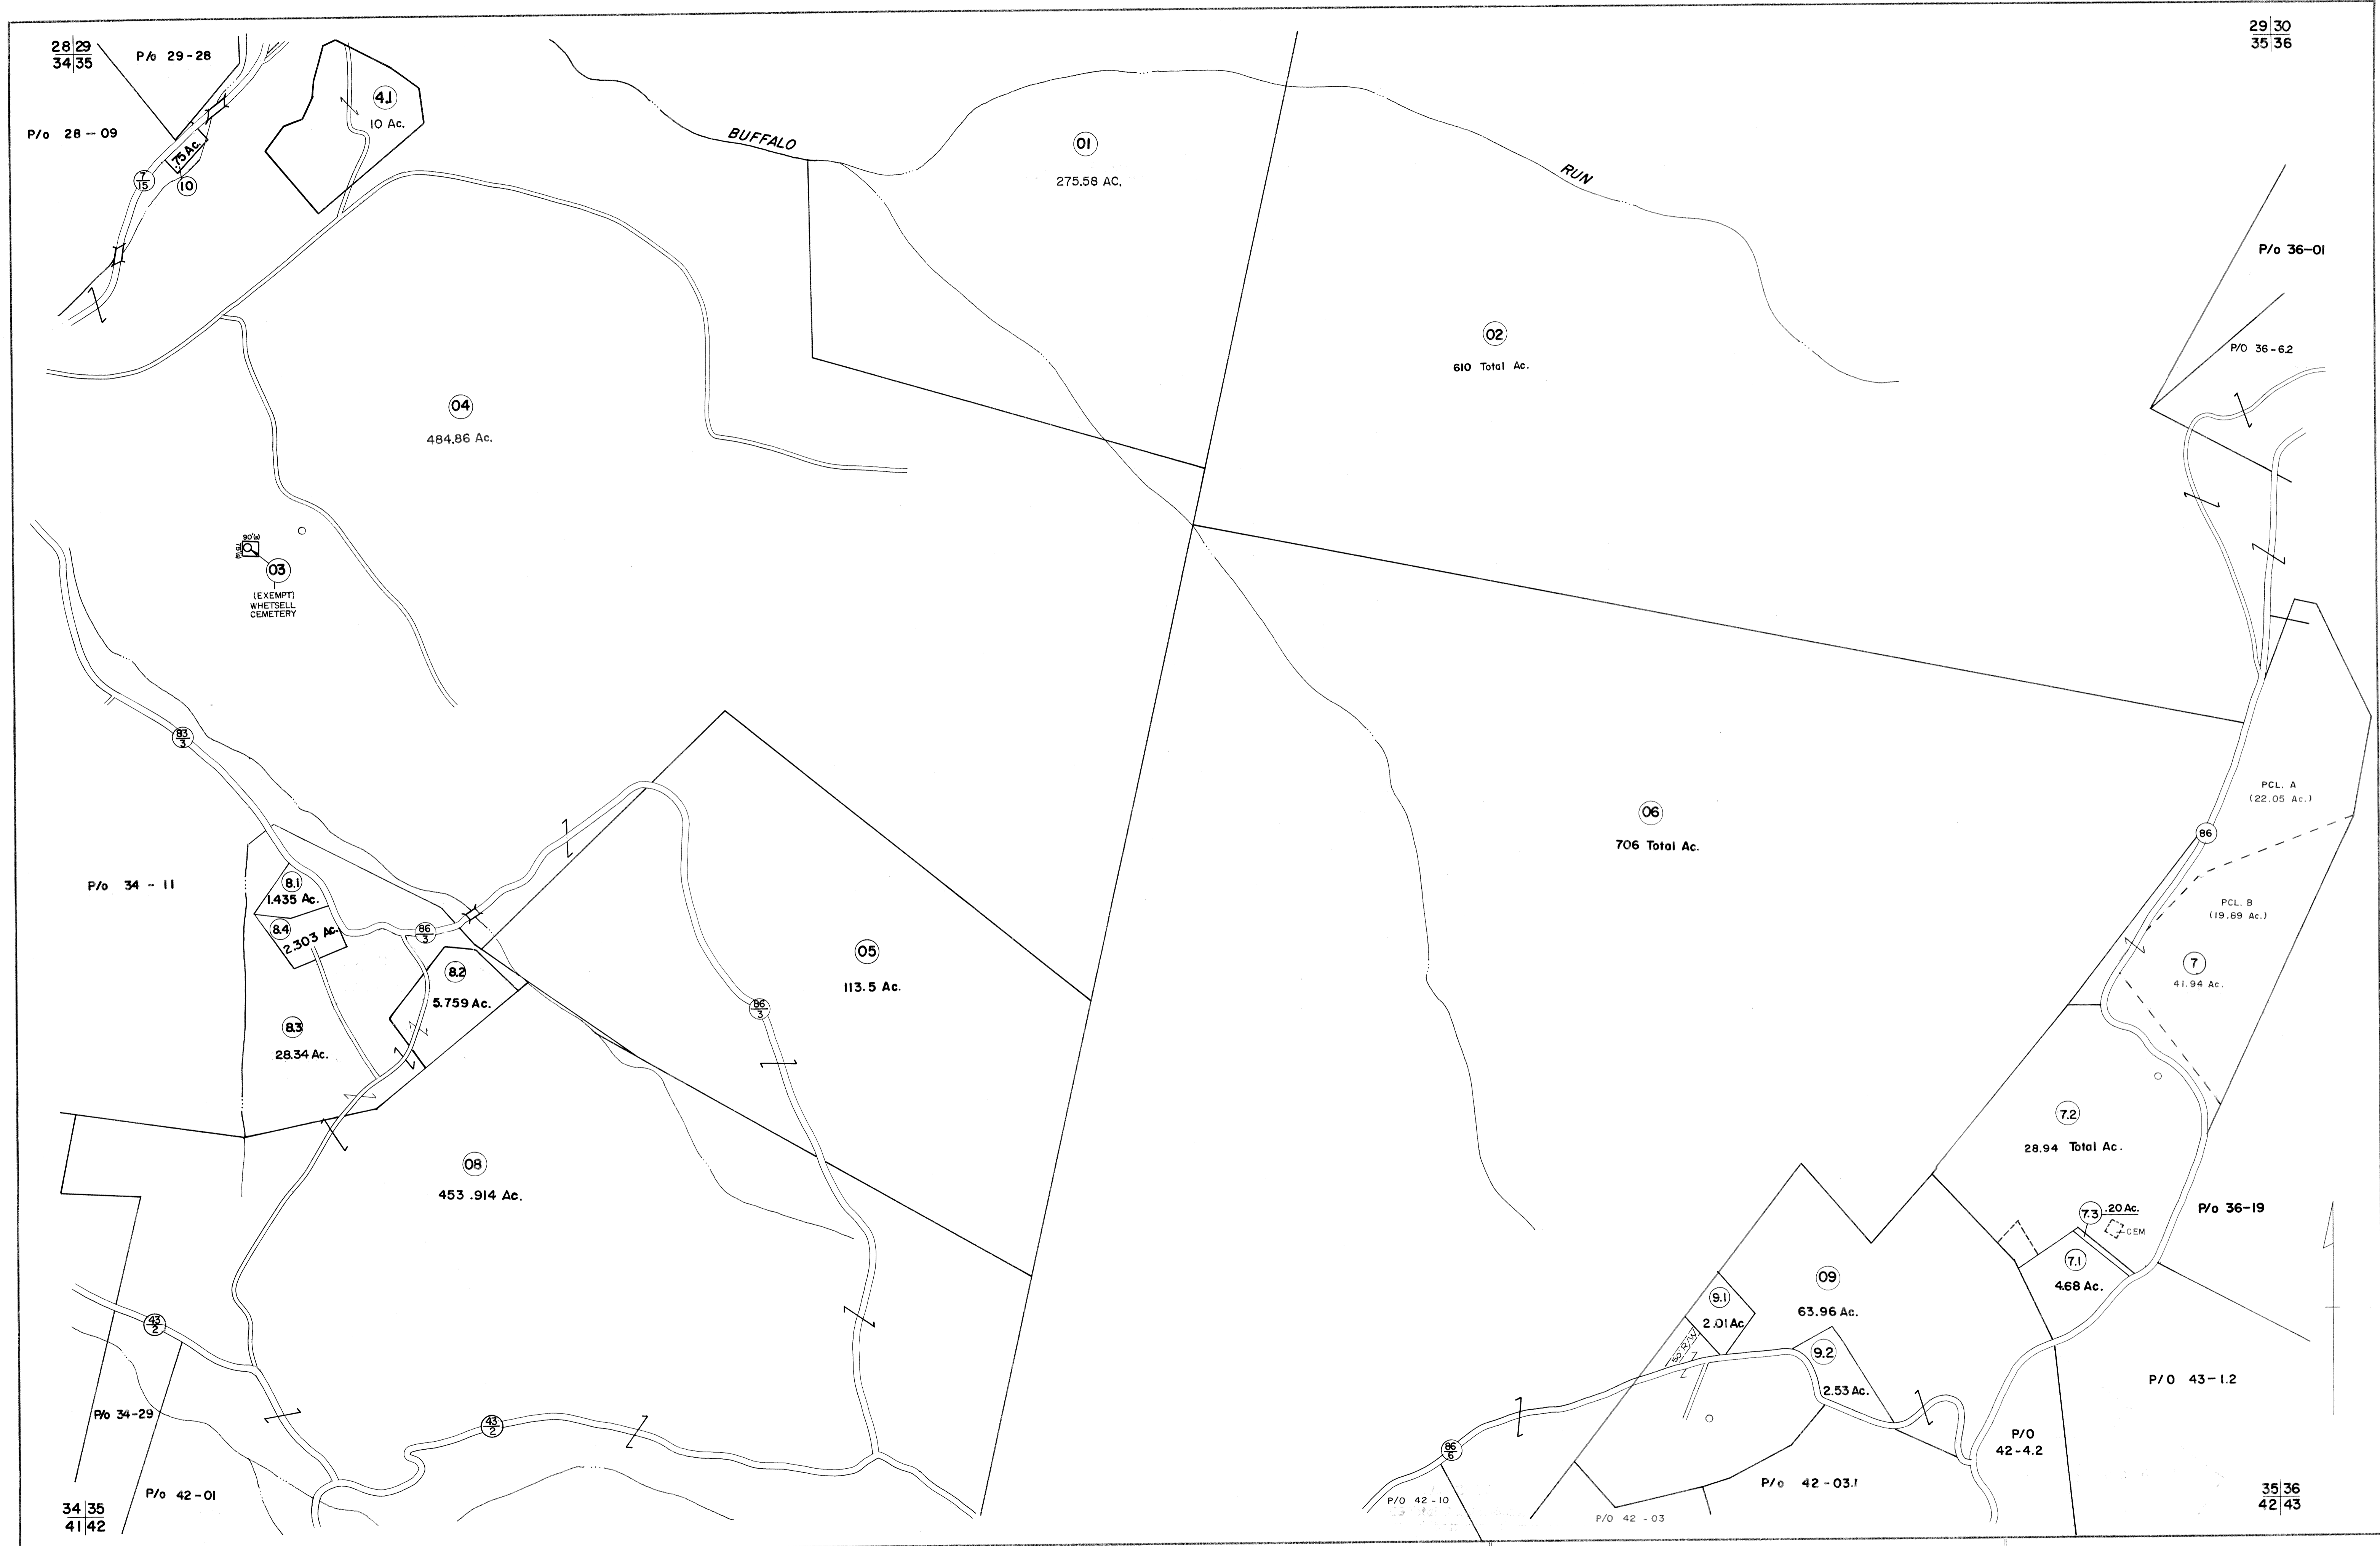 28 29
34 35
P/o 29-28
29 30
35 36
4.1
10 Ac.
P/o 28-09
.75 Ac.
7
15
10
BUFFALO
01
275.58 AC.
RUN
P/o 36-01
02
610 Total Ac.
P/O 36-6.2
04
484.86 Ac.
90'(s)
03
(EXEMPT)
WHETSELL
CEMETERY
83
3
PCL. A
(22.05 Ac.)
06
706 Total Ac.
86
P/o 34-11
8.1
1.435 Ac.
8.4
2.303 Ac.
86
3
PCL. B
(19.89 Ac.)
05
113.5 Ac.
8.2
5.759 Ac.
7
41.94 Ac.
86
3
8.3
28.34 Ac.
7.2
28.94 Total Ac.
08
453.914 Ac.
7.3
.20 Ac.
CEM
P/o 36-19
7.1
4.68 Ac.
09
63.96 Ac.
9.1
2.01 Ac
50' R/W
43
2
9.2
2.53 Ac.
P/O 43-1.2
P/o 34-29
43
2
P/O
42-4.2
86
6
P/o 42-01
P/o 42-03.1
P/O 42-10
P/O 42-03
34 35
41 42
35 36
42 43